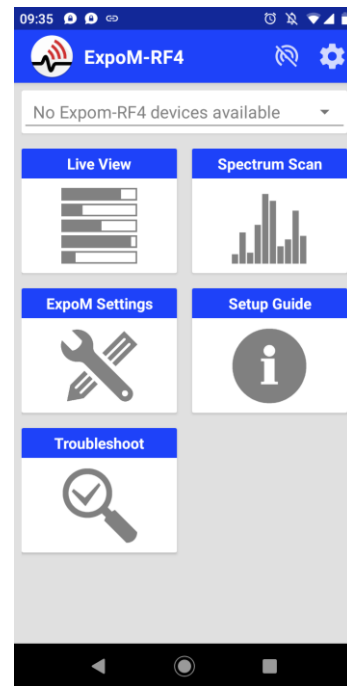 09:35
ExpoM-RF4
No Expom-RF4 devices available
Live View
Spectrum Scan
ExpoM Settings
Setup Guide
Troubleshoot